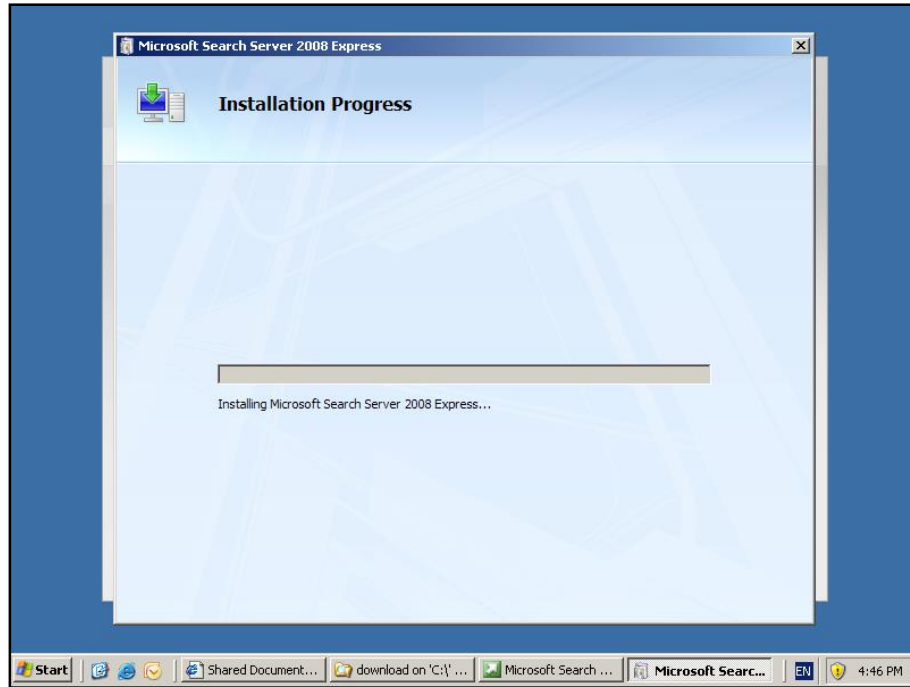 Microsoft Search Server 2008 Express
Installation Progress
Installing Microsoft Search Server 2008 Express...
Start
Shared Document...
download on 'C:\' ...
Microsoft Search ...
Microsoft Searc...
EN
4:46 PM